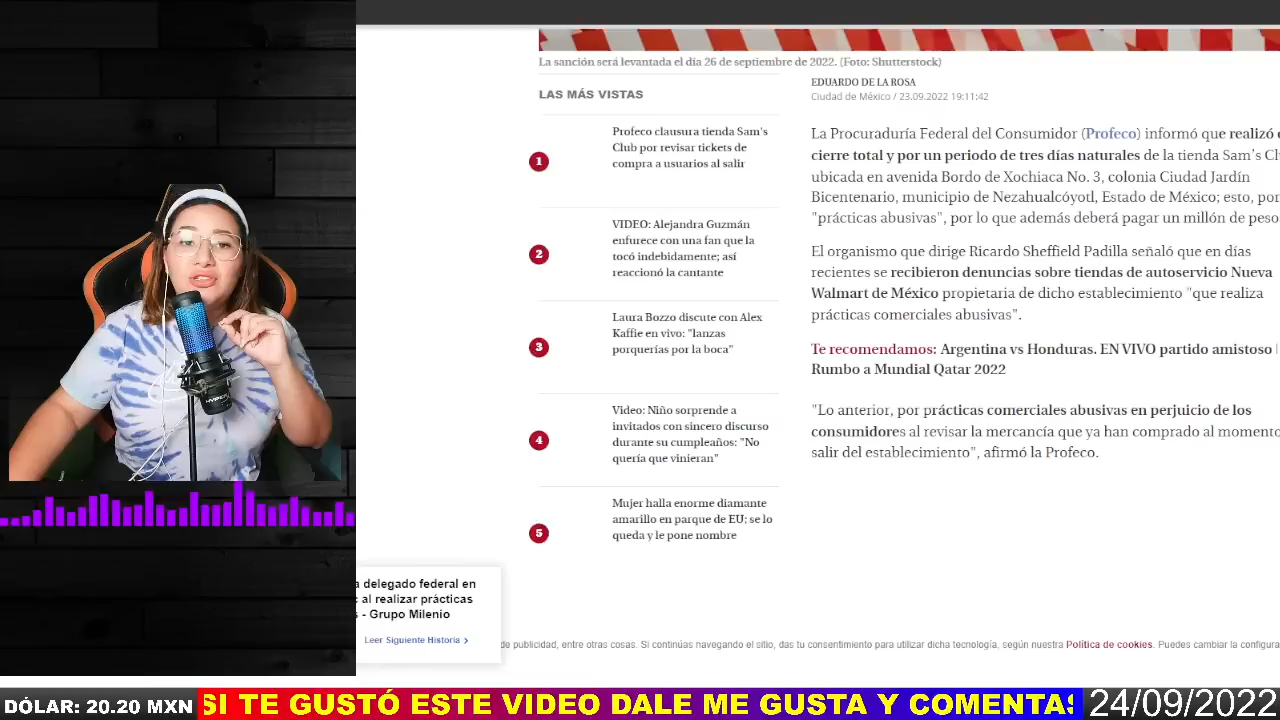 La sanción será levantada el día 26 de septiembre de 2022. (Foto: Shutterstock)
LAS MÁS VISTAS
1
Profeco clausura tienda Sam's
Club por revisar tickets de
compra a usuarios al salir
2
VIDEO: Alejandra Guzmán
enfurece con una fan que la
tocó indebidamente; así
reaccionó la cantante
3
Laura Bozzo discute con Alex
Kaffie en vivo: "lanzas
porquerías por la boca"
4
Video: Niño sorprende a
invitados con sincero discurso
durante su cumpleaños: "No
quería que vinieran"
5
Mujer halla enorme diamante
amarillo en parque de EU; se lo
queda y le pone nombre
EDUARDO DE LA ROSA
Ciudad de México / 23.09.2022 19:11:42
La Procuraduría Federal del Consumidor (Profeco) informó que realizó
cierre total y por un periodo de tres días naturales de la tienda Sam's
ubicada en avenida Bordo de Xochiaca No. 3, colonia Ciudad Jardín
Bicentenario, municipio de Nezahualcóyotl, Estado de México; esto, por
"prácticas abusivas", por lo que además deberá pagar un millón de
El organismo que dirige Ricardo Sheffield Padilla señaló que en días
recientes se recibieron denuncias sobre tiendas de autoservicio Nueva
Walmart de México propietaria de dicho establecimiento "que realiza
prácticas comerciales abusivas".
Te recomendamos: Argentina vs Honduras. EN VIVO partido amistoso |
Rumbo a Mundial Qatar 2022
"Lo anterior, por prácticas comerciales abusivas en perjuicio de los
consumidores al revisar la mercancía que ya han comprado al momento
salir del establecimiento", afirmó la Profeco.
a delegado federal en
al realizar prácticas
- Grupo Milenio
Leer Siguiente Historia >
de publicidad, entre otras cosas. Si continúas navegando el sitio, das tu consentimiento para utilizar dicha tecnología, según nuestra Política de cookies. Puedes cambiar la
HYPERX
DÓLAR: 20.20 MXN
SI TE GUSTÓ ESTE VIDEO DALE ME GUSTA Y COMENTAS
24/09/2022